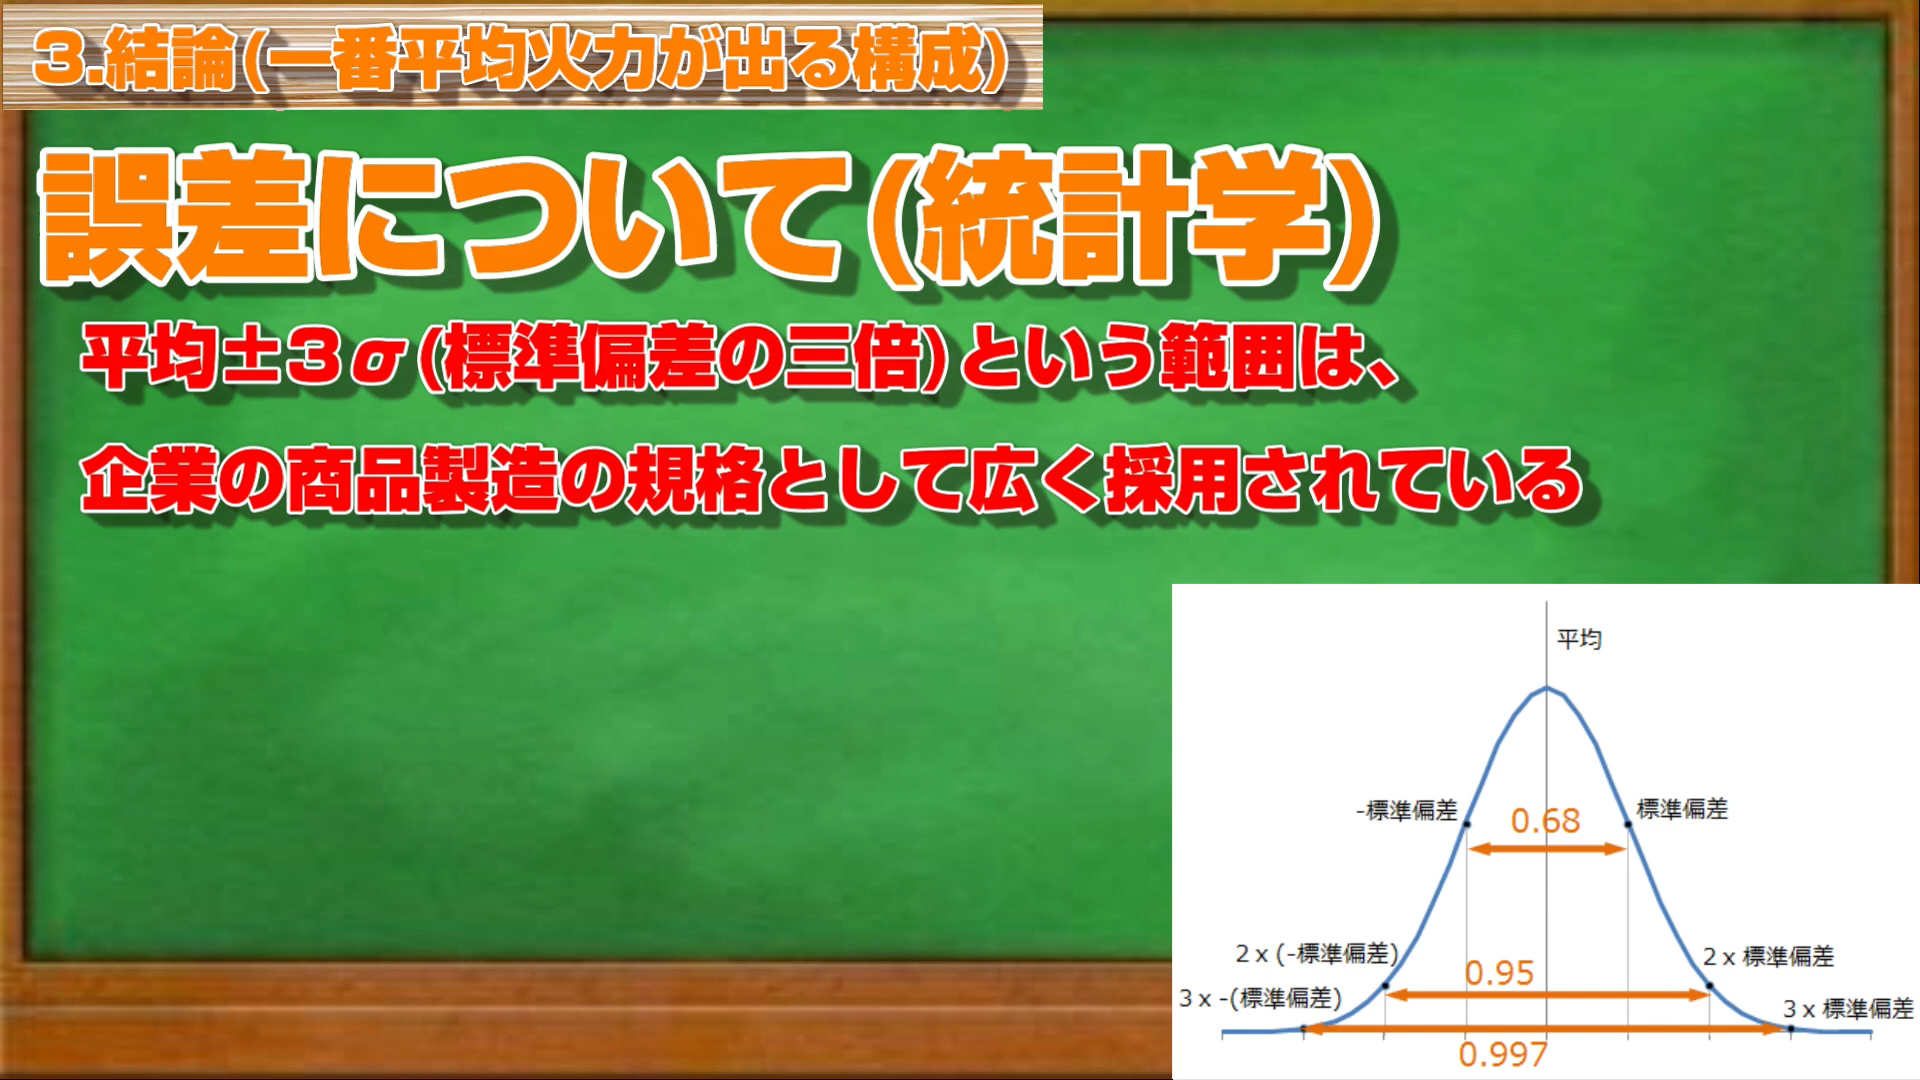 3.結論(一番平均火力が出る構成)
誤差について(統計学)
平均±3σ(標準偏差の三倍)という範囲は、
企業の商品製造の規格として広く採用されている
平均
-標準偏差
0.68
標準偏差
2 x (-標準偏差)
0.95
2 x 標準偏差
3 x -(標準偏差)
3 x 標準偏差
0.997